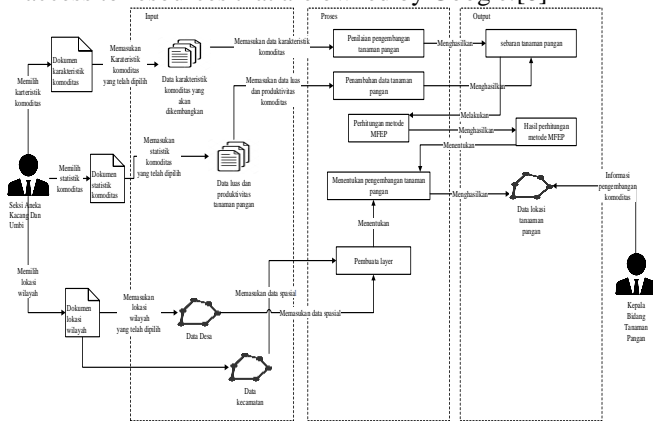 Input
Proses
Output
Memilih
karteristik
komoditas
Dokumen
karakteristik
komoditas
Memasukan
Karateristik
komoditas
yang telah dipilih
Data karakteristik
komoditas yang
akan
dikembangkan
Memasukan data karakteristik
komoditas
Penilaian pengembangan
tanaman pangan
Menghasilkan
sebaran tanaman pangan
Memasukan data luas
dan produktivitas
komoditas
Penambahan data tanaman
pangan
Menghasilkan
Melakukan
Perhitungan metode
MFEP
Menghasilkan
Hasil perhitungan
metode MFEP
Menentukan
Seksi Aneka
Kacang Dan
Umbi
Memilih
statistik
komoditas
Dokumen
statistik
komoditas
Memasukan
statistik
komoditas
yang telah dipilih
Data luas dan
produktivitas
tanaman pangan
Menentukan pengembangan tanaman
pangan
Menghasilkan
Data lokasi
tanaaman
pangan
Informasi
pengembangan
komoditas
Kepala
Bidang
Tanaman
Pangan
Menentukan
Pembuata layer
Memilih
lokasi
wilayah
Dokumen
lokasi
wilayah
Memasukan
lokasi
wilayah
yang telah dipilih
Data Desa
Memasukan data spasial
Memasukan data spasial
Data
kecamatan